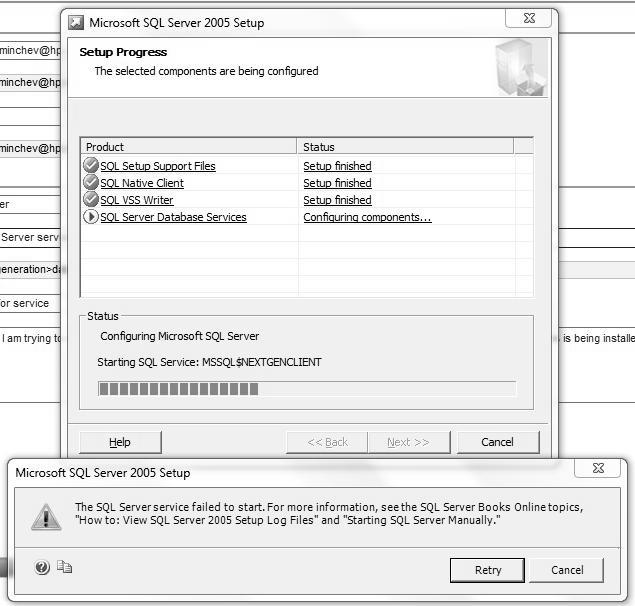 Microsoft SQL Server 2005 Setup
Setup Progress
The selected components are being configured
Product Status
SQL Setup Support Files Setup finished
SQL Native Client Setup finished
SQL VSS Writer Setup finished
SQL Server Database Services Configuring components...
Status
Configuring Microsoft SQL Server
Starting SQL Service: MSSQL$NEXTGENCLIENT
Help << Back Next >> Cancel
minchev@hp
minchev@hp
minchev@hp
er
Server serv
eneration>da
or service
I am trying to
is being installe
Microsoft SQL Server 2005 Setup
The SQL Server service failed to start. For more information, see the SQL Server Books Online topics,
"How to: View SQL Server 2005 Setup Log Files" and "Starting SQL Server Manually."
Retry Cancel